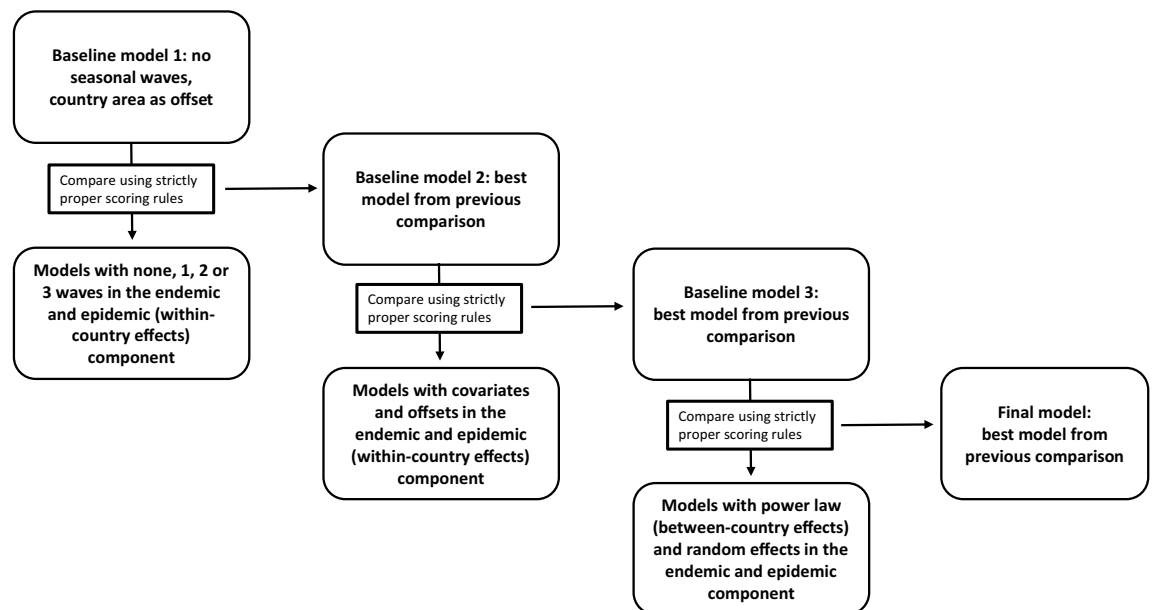 Baseline model 1: no
seasonal waves,
country area as offset
Compare using strictly
proper scoring rules
Models with none, 1, 2 or
3 waves in the endemic
and epidemic (within-
country effects)
component
Baseline model 2: best
model from previous
comparison
Compare using strictly
proper scoring rules
Models with covariates
and offsets in the
endemic and epidemic
(within-country effects)
component
Baseline model 3:
best model from previous
comparison
Compare using strictly
proper scoring rules
Models with power law
(between-country effects)
and random effects in the
endemic and epidemic
component
Final model:
best model from
previous comparison